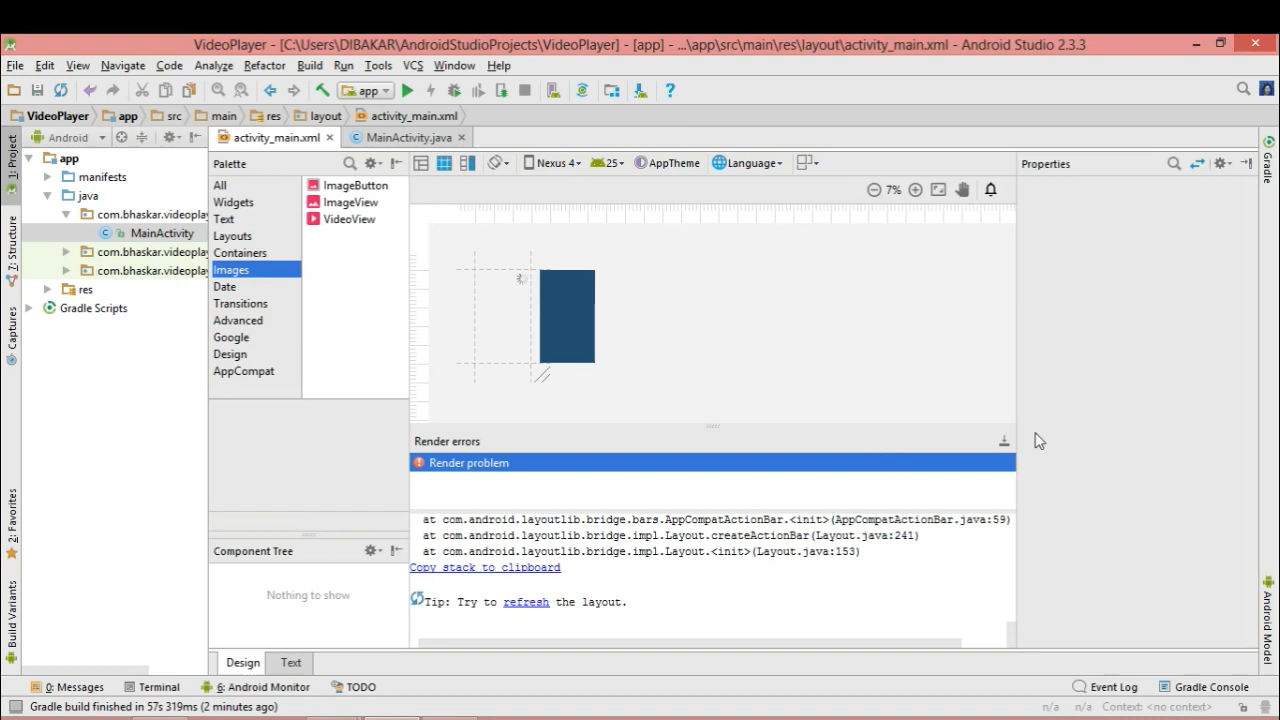 VideoPlayer - [C:\Users\DIBAKAR\AndroidStudioProjects\VideoPlayer] - [app] - ...\app\src\main\res\layout\activity_main.xml - Android Studio 2.3.3
File Edit View Navigate Code Analyze Refactor Build Run Tools VCS Window Help
app
VideoPlayer app src main res layout activity_main.xml
1: Project
7: Structure
Captures
2: Favorites
Build Variants
Android
app
manifests
java
com.bhaskar.videoplay
MainActivity
com.bhaskar.videoplay
com.bhaskar.videoplay
res
Gradle Scripts
activity_main.xml MainActivity.java
Palette
All
Widgets
Text
Layouts
Containers
Images
Date
Transitions
Advanced
Google
Design
AppCompat
ImageButton
ImageView
VideoView
Component Tree
Nothing to show
Nexus 4 25 AppTheme Language
7%
Render errors
Render problem
at com.android.layoutlib.bridge.bars.AppCompatActionBar.<init>(AppCompatActionBar.java:59)
at com.android.layoutlib.bridge.impl.Layout.createActionBar(Layout.java:241)
at com.android.layoutlib.bridge.impl.Layout.<init>(Layout.java:153)
Copy stack to clipboard
Tip: Try to refresh the layout.
Properties
Gradle
Android Model
Design Text
0: Messages Terminal 6: Android Monitor TODO Event Log Gradle Console
Gradle build finished in 57s 319ms (2 minutes ago) n/a n/a Context: <no context>